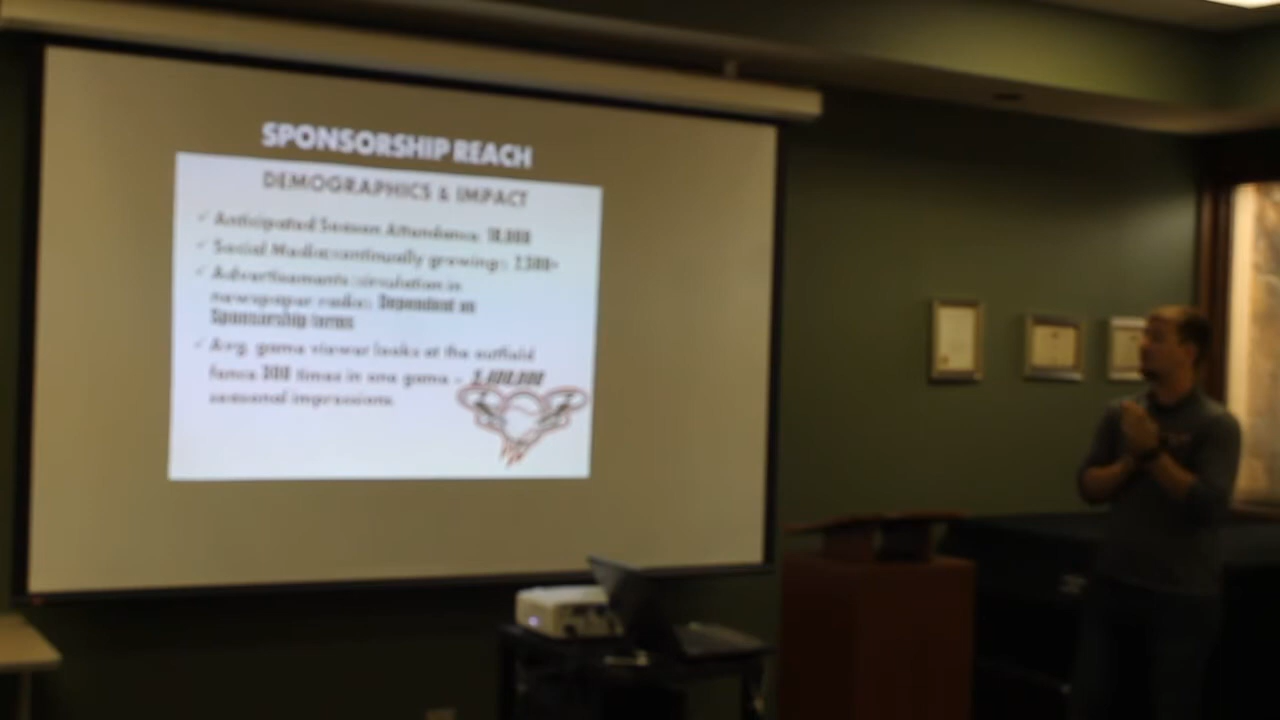 SPONSORSHIP REACH
DEMOGRAPHICS & IMPACT
Anticipated Season Attendance:
Social Media(continually growing):
Advertisements (circulation in
newspaper radio): Dependent on
Sponsorship terms
Avg. game viewer looks at the outfield
fence 300 times in one game -
seasonal impressions